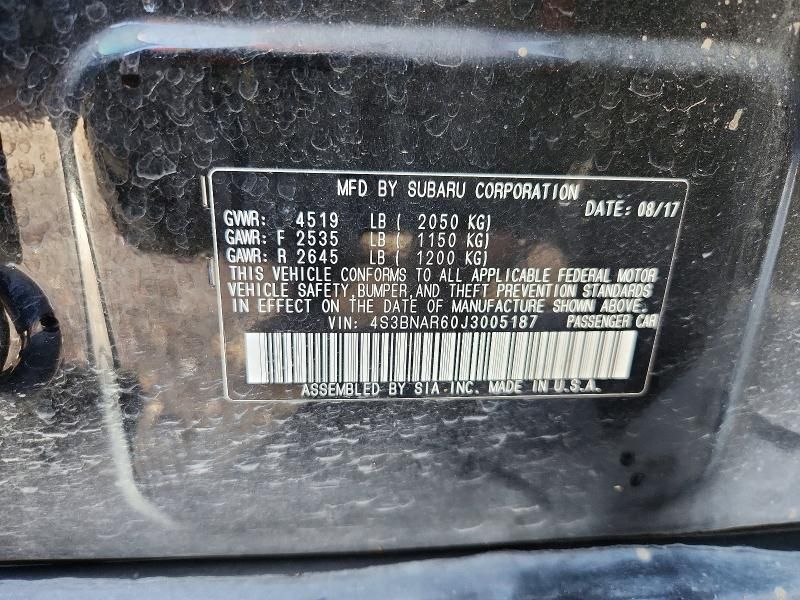 MFD BY SUBARU CORPORATION
DATE: 08/17
GVWR: 4519 LB ( 2050 KG)
GAWR: F 2535 LB ( 1150 KG)
GAWR: R 2645 LB ( 1200 KG)
THIS VEHICLE CONFORMS TO ALL APPLICABLE FEDERAL MOTOR
VEHICLE SAFETY, BUMPER, AND THEFT PREVENTION STANDARDS
IN EFFECT ON THE DATE OF MANUFACTURE SHOWN ABOVE.
VIN: 4S3BNAR60J3005187 PASSENGER CAR
ASSEMBLED BY SIA.INC. MADE IN U.S.A.